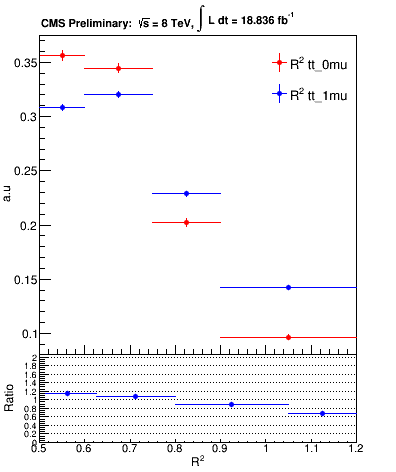 CMS Preliminary: √s = 8 TeV, ∫ L dt = 18.836 fb⁻¹
R² tt_0mu
R² tt_1mu
a.u
0.35
0.3
0.25
0.2
0.15
0.1
Ratio
2
1.8
1.6
1.4
1.2
1
0.8
0.6
0.4
0.2
0
0.5 0.6 0.7 0.8 0.9 1 1.1 1.2
R²